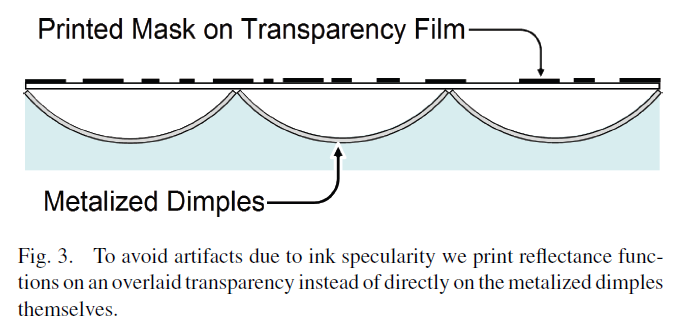 Printed Mask on Transparency Film
Metalized Dimples
Fig. 3. To avoid artifacts due to ink specularity we print reflectance func-
tions on an overlaid transparency instead of directly on the metalized dimples
themselves.